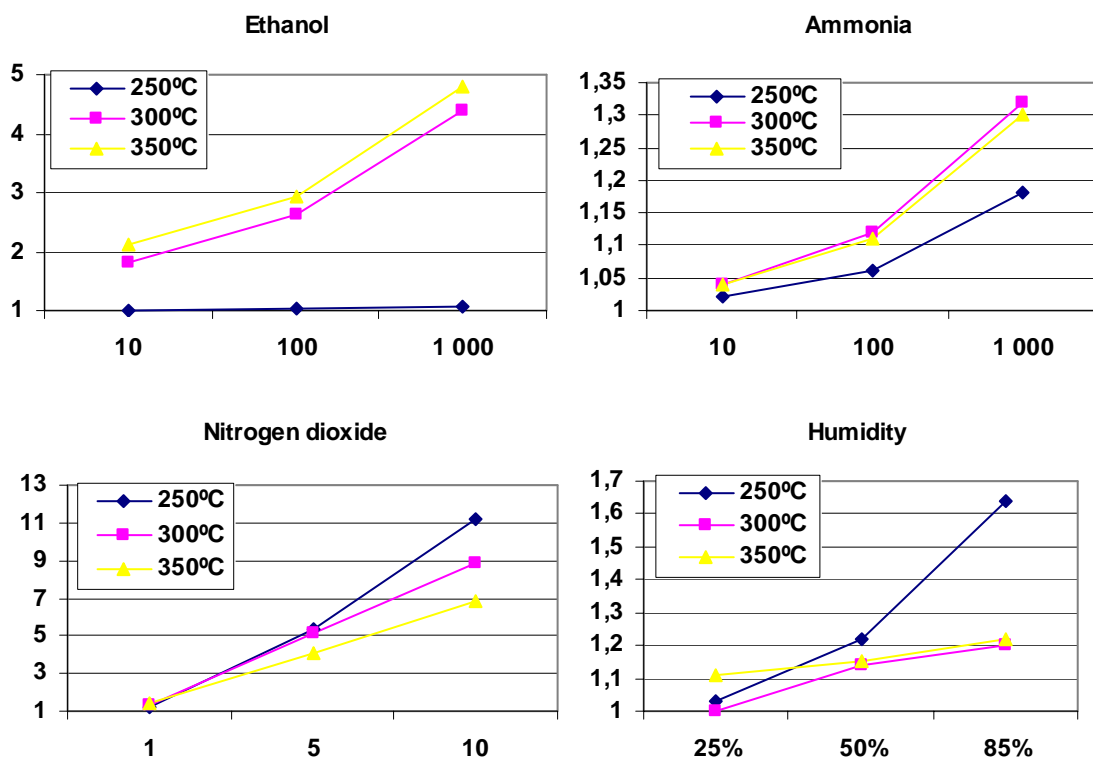 Ethanol
5
4
3
2
1
250ºC
300ºC
350ºC
10 100 1 000
Ammonia
1,35
1,3
1,25
1,2
1,15
1,1
1,05
1
250ºC
300ºC
350ºC
10 100 1 000
Nitrogen dioxide
13
11
9
7
5
3
1
250ºC
300ºC
350ºC
1 5 10
Humidity
1,7
1,6
1,5
1,4
1,3
1,2
1,1
1
250ºC
300ºC
350ºC
25% 50% 85%